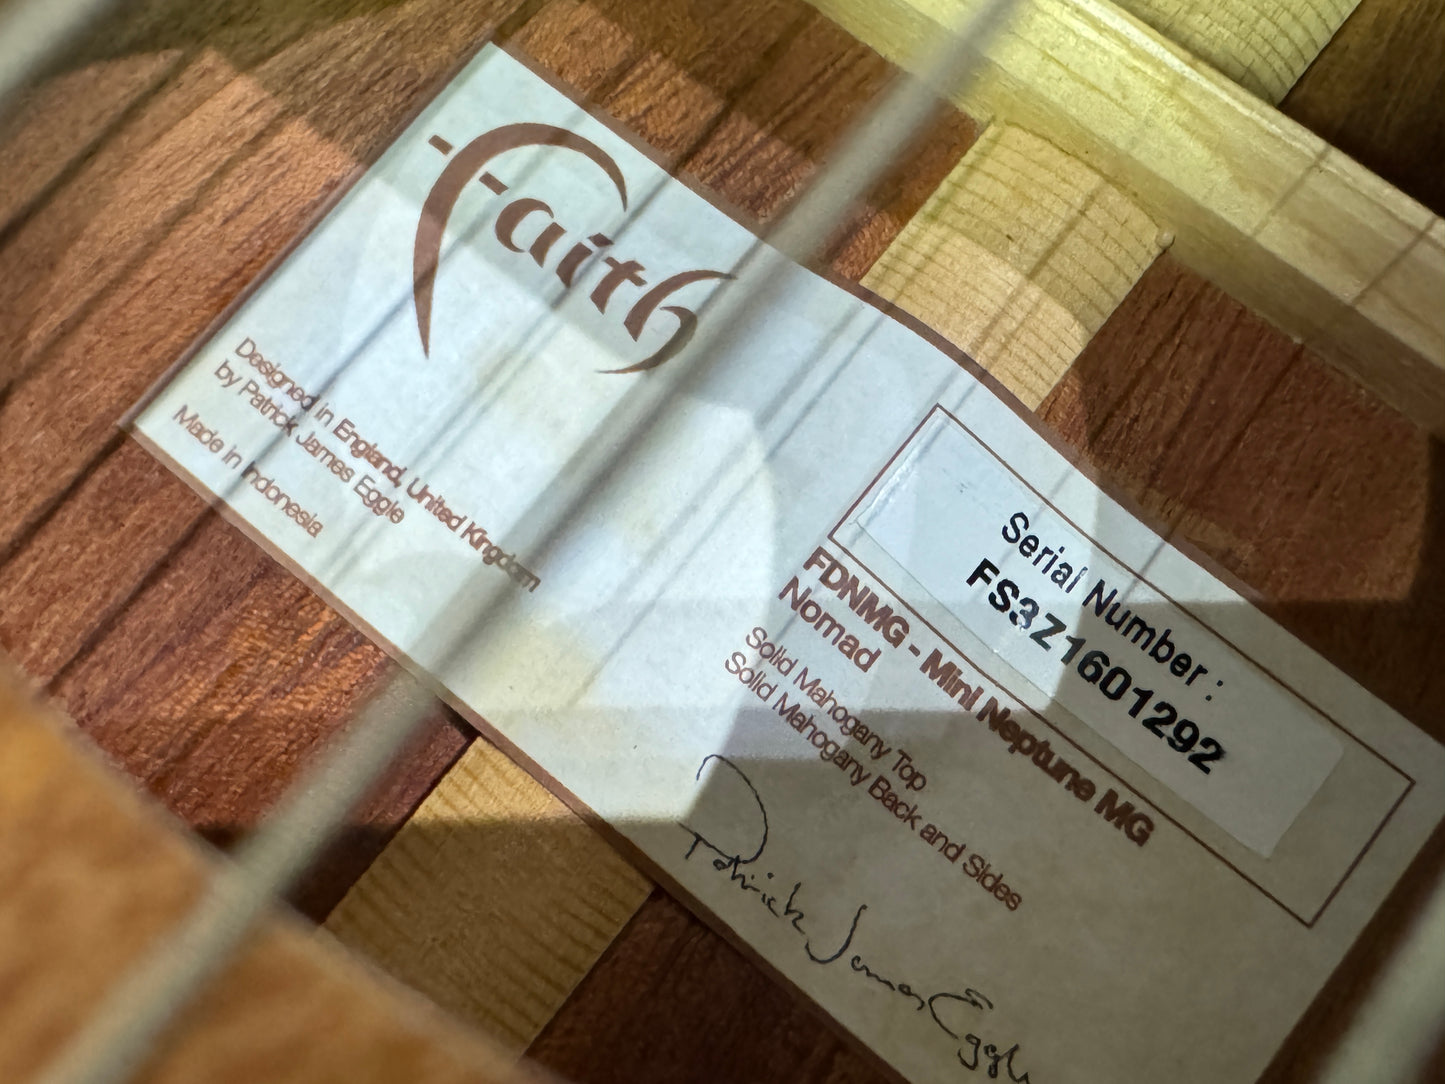 Faith
Designed in England, United Kingdom
by Patrick James Eggle
Made in Indonesia
Serial Number :
FS3Z1601292
FDNMG - Mini Neptune MG
Nomad
Solid Mahogany Top
Solid Mahogany Back and Sides
Patrick James Eggle